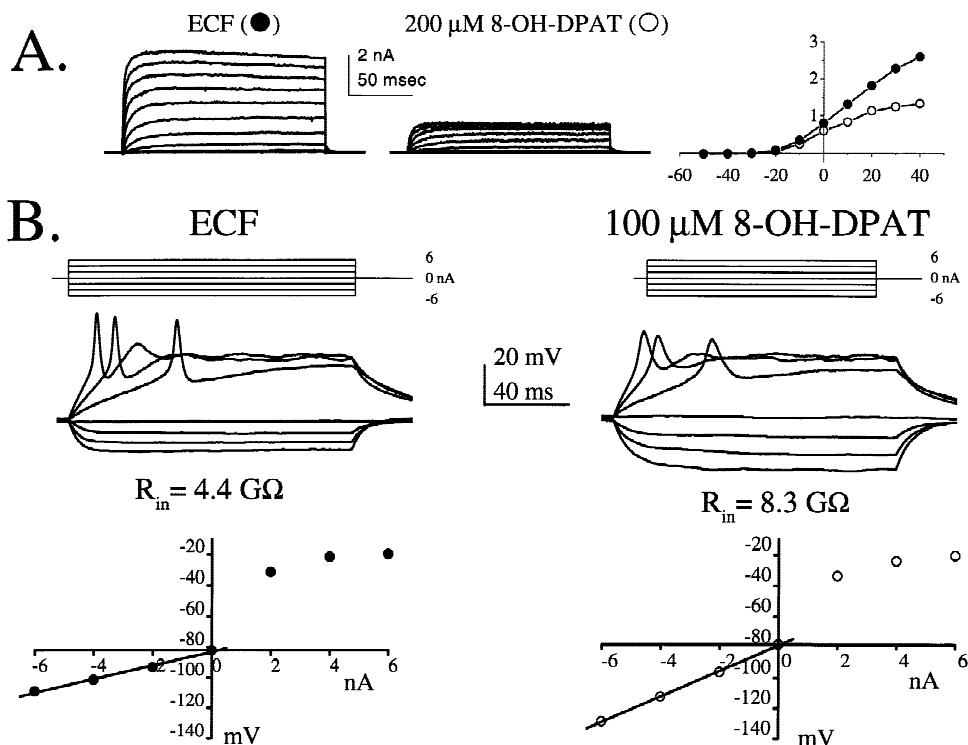 A.
ECF (●)
200 μM 8-OH-DPAT (○)
2 nA
50 msec
3
2
1
-60 -40 -20 0 20 40
B.
ECF
100 μM 8-OH-DPAT
6
0 nA
-6
6
0 nA
-6
20 mV
40 ms
Rin= 4.4 GΩ
Rin= 8.3 GΩ
-20
-40
-60
-80
-6 -4 -2 0 2 4 6
-100
nA
-120
-140
mV
-20
-40
-60
-80
-6 -4 -2 0 2 4 6
-100
nA
-120
-140
mV